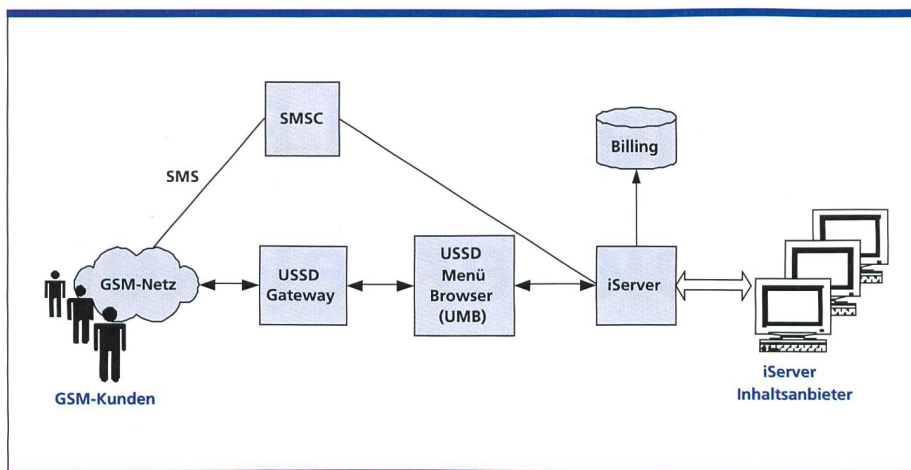 SMSC
Billing
SMS
GSM-Netz
USSD
Gateway
USSD
Menü
Browser
(UMB)
iServer
GSM-Kunden
iServer
Inhaltsanbieter